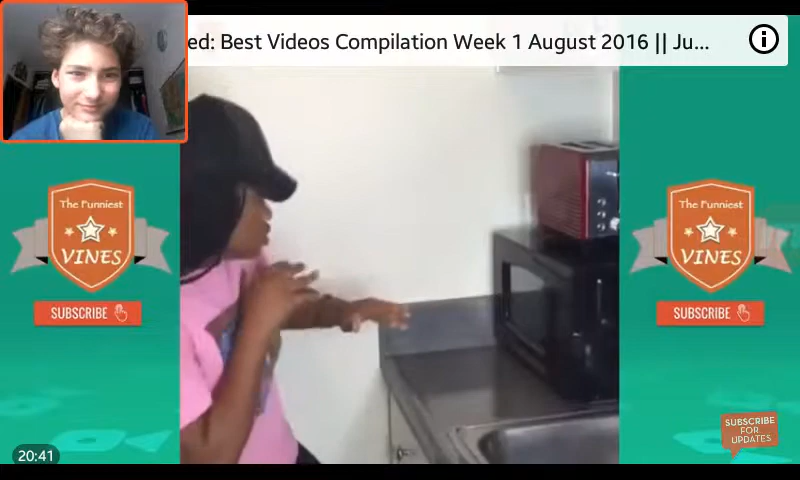 ed: Best Videos Compilation Week 1 August 2016 || Ju...
The Funniest
VINES
SUBSCRIBE
The Funniest
VINES
SUBSCRIBE
SUBSCRIBE
FOR
UPDATES
20:41